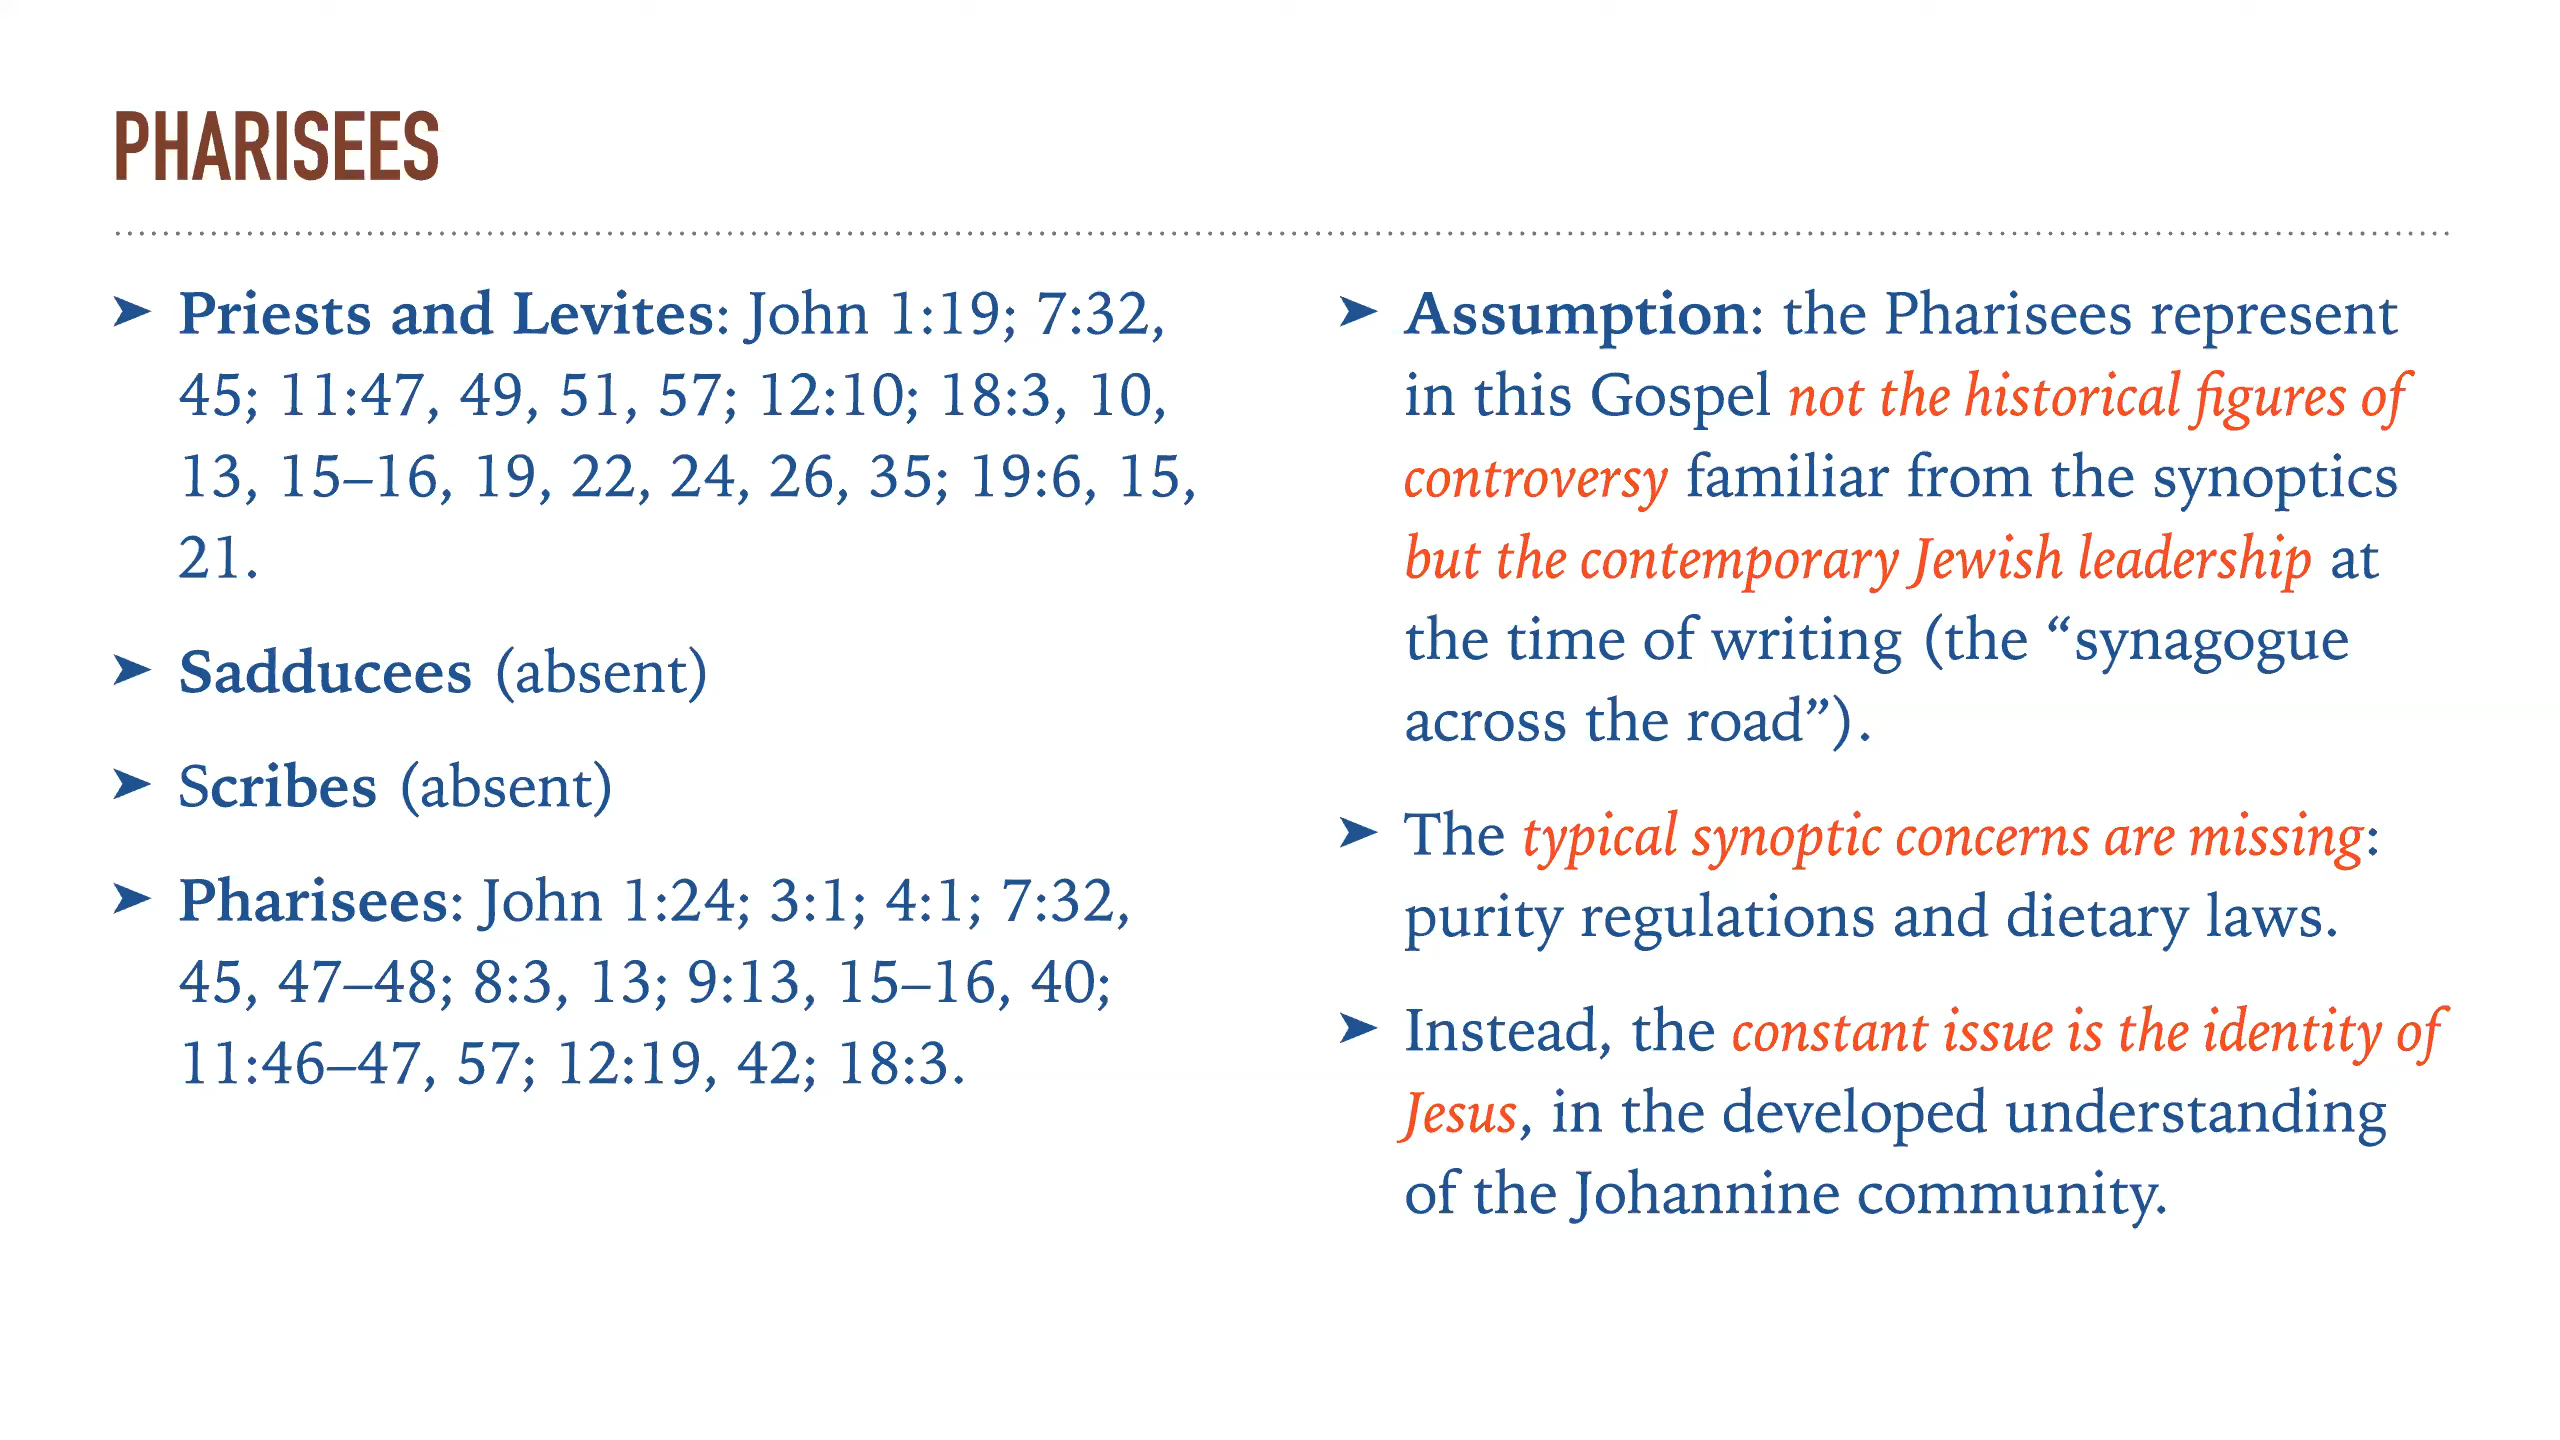 PHARISEES
➤ Priests and Levites: John 1:19; 7:32,
45; 11:47, 49, 51, 57; 12:10; 18:3, 10,
13, 15–16, 19, 22, 24, 26, 35; 19:6, 15,
21.
➤ Sadducees (absent)
➤ Scribes (absent)
➤ Pharisees: John 1:24; 3:1; 4:1; 7:32,
45, 47–48; 8:3, 13; 9:13, 15–16, 40;
11:46–47, 57; 12:19, 42; 18:3.
➤ Assumption: the Pharisees represent
in this Gospel not the historical figures of
controversy familiar from the synoptics
but the contemporary Jewish leadership at
the time of writing (the “synagogue
across the road”).
➤ The typical synoptic concerns are missing:
purity regulations and dietary laws.
➤ Instead, the constant issue is the identity of
Jesus, in the developed understanding
of the Johannine community.